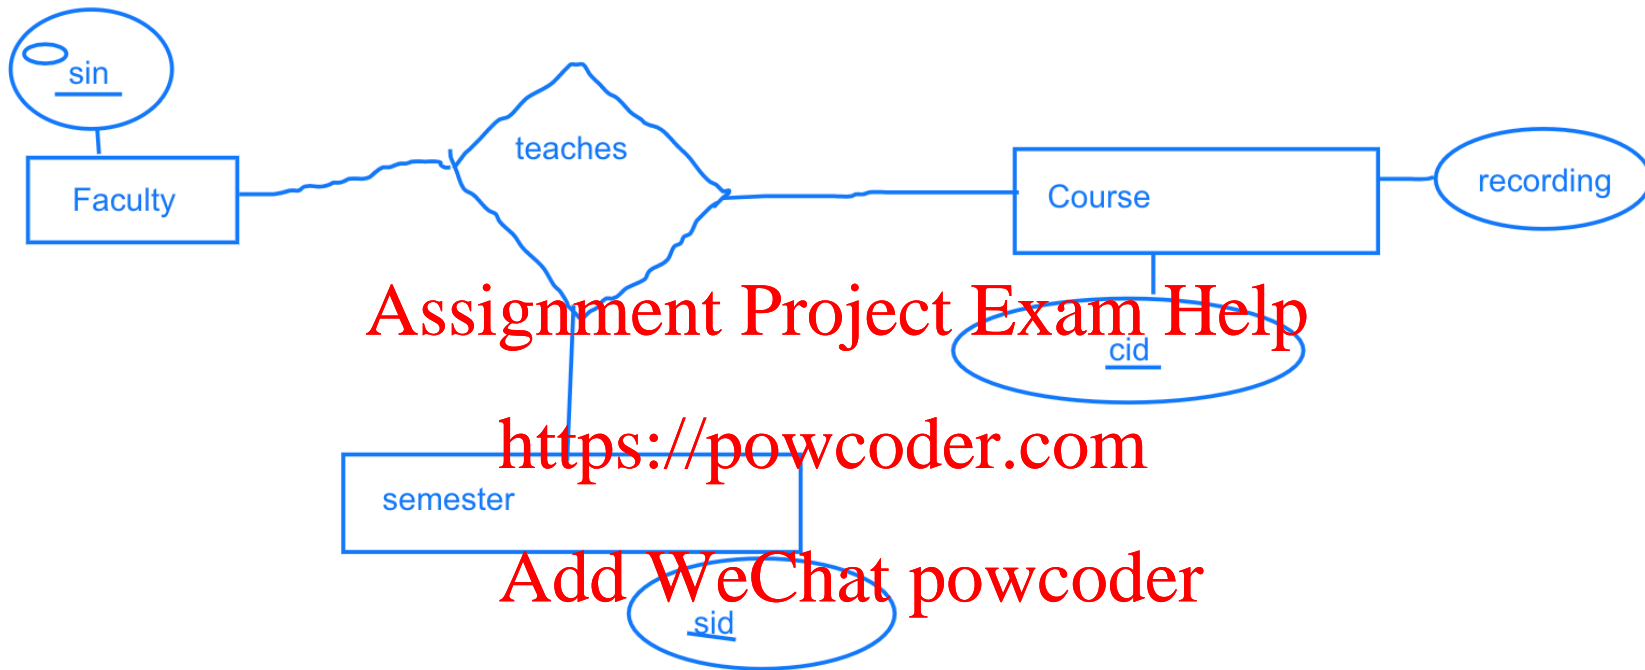 sin
teaches
recording
Faculty
Course
Assignment Project Exam Help
cid
https://powcoder.com
semester
Add WeChat powcoder
sid